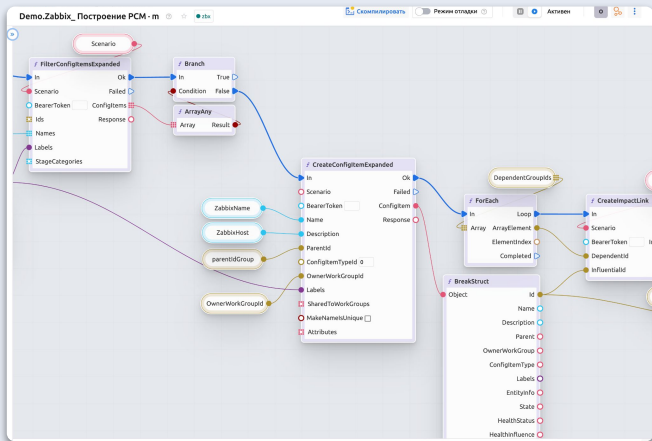 Demo.Zabbix_ Построение РСМ - m
zbx
Скомпилировать
Режим отладки
Активен
Scenario
FilterConfigItemsExpanded
In Ok
Scenario Failed
BearerToken ConfigItems
Ids Response
Names
Labels
StageCategories
Branch
In True
Condition False
ArrayAny
Array Result
CreateConfigItemExpanded
In Ok
Scenario Failed
BearerToken ConfigItem
Name Response
Description
ParentId
ConfigItemTypeId 0
OwnerWorkGroupId
Labels
SharedToWorkGroups
MakeNameIsUnique
Attributes
ZabbixName
ZabbixHost
parentIdGroup
OwnerWorkGroupId
DependentGroupIds
ForEach
In Loop
Array ArrayElement
ElementIndex
Completed
CreateImpactLink
In
Scenario
BearerToken
DependentId
InfluentialId
BreakStruct
Object Id
Name
Description
Parent
OwnerWorkGroup
ConfigItemType
Labels
EntityInfo
State
HealthStatus
HealthInfluence